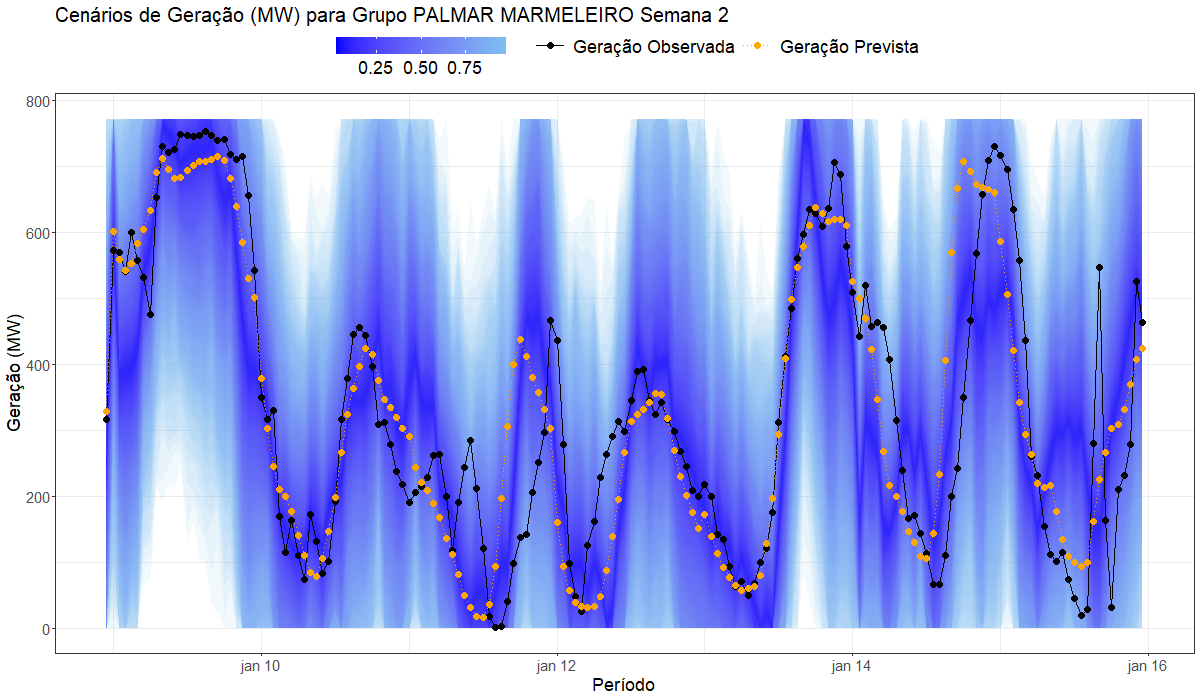 Cenários de Geração (MW) para Grupo PALMAR MARMELEIRO Semana 2
0.25 0.50 0.75
Geração Observada
Geração Prevista
800
600
400
200
0
Geração (MW)
jan 10 jan 12 jan 14 jan 16
Período